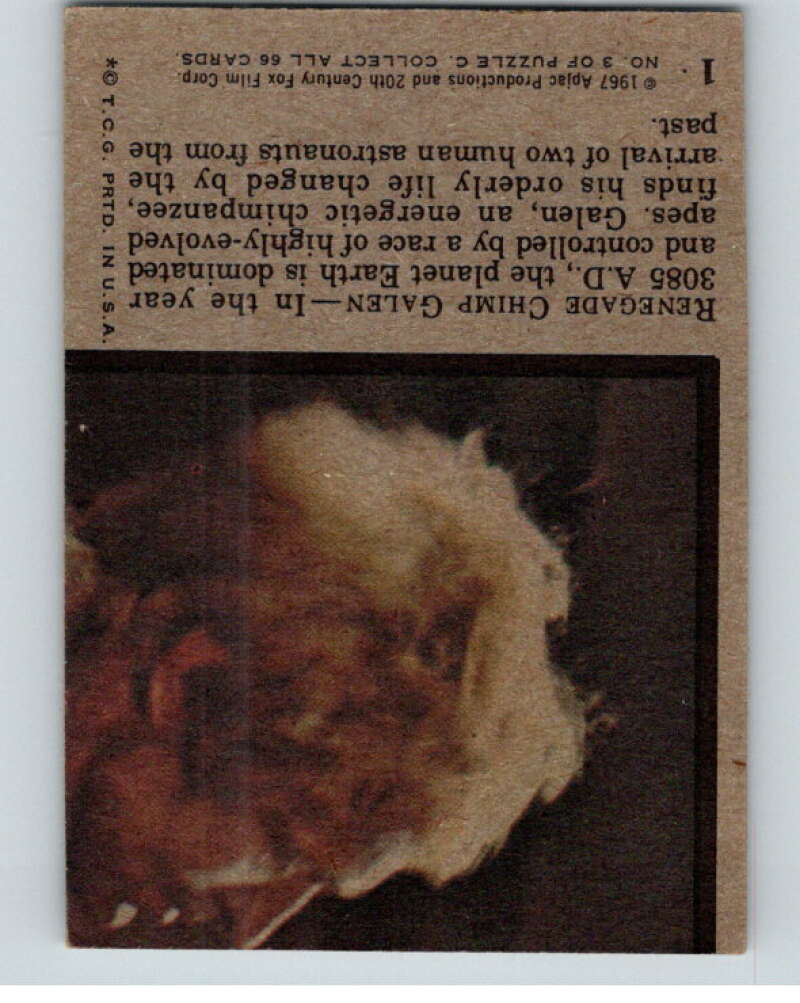 RENEGADE CHIMP GALEN—In the year
3085 A.D., the planet Earth is dominated
and controlled by a race of highly-evolved
apes. Galen, an energetic chimpanzee,
finds his orderly life changed by the
arrival of two human astronauts from the
past.
© 1967 Apjac Productions and 20th Century Fox Film Corp.
1 NO. 3 OF PUZZLE C. COLLECT ALL 66 CARDS.
*© T.C.G. PRTD. IN U.S.A.